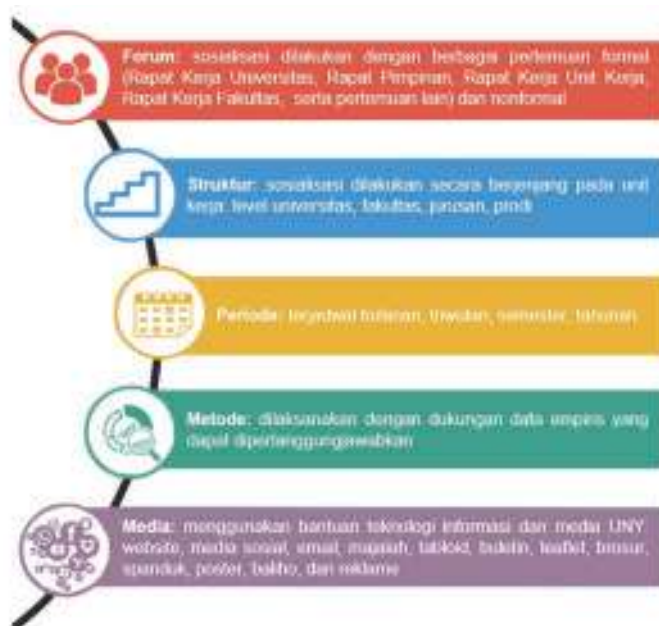 Forum: sosialisasi dilakukan dengan berbagai pertemuan formal
(Rapat Kerja Universitas, Rapat Pimpinan, Rapat Kerja Unit Kerja,
Rapat Kerja Fakultas, serta pertemuan lain) dan nonformal
Struktur: sosialisasi dilakukan secara berjenjang pada unit
kerja: level universitas, fakultas, jurusan, prodi
Periode: terjadwal bulanan, triwulan, semester, tahunan
Metode: dilaksanakan dengan dukungan data empiris yang
dapat dipertanggungjawabkan
Media: menggunakan bantuan teknologi informasi dan media UNY
website, media sosial, email, majalah, tabloid, buletin, leaflet, brosur,
spanduk, poster, baliho, dan reklame